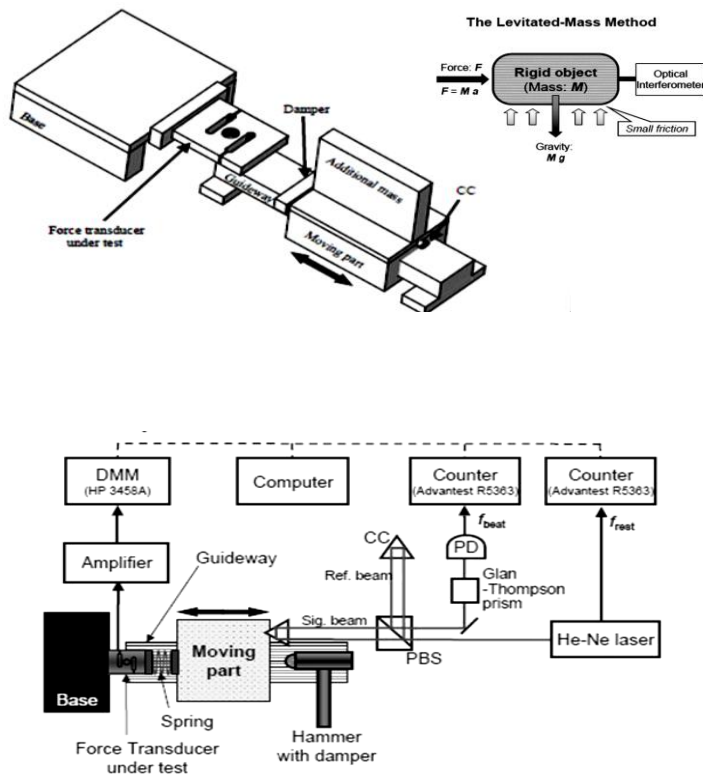 The Levitated-Mass Method
Force: F
F = M a
Rigid object
(Mass: M)
Optical
Interferometer
Small friction
Gravity:
M g
Damper
Base
Additional mass
CC
Guideway
Force transducer
under test
Moving part
DMM
(HP 3458A)
Computer
Counter
(Advantest R5363)
Counter
(Advantest R5363)
fbeat
frest
Amplifier
Guideway
CC
PD
Ref. beam
Glan
-Thompson
prism
Sig. beam
Moving
part
PBS
He-Ne laser
Base
Spring
Force Transducer
under test
Hammer
with damper